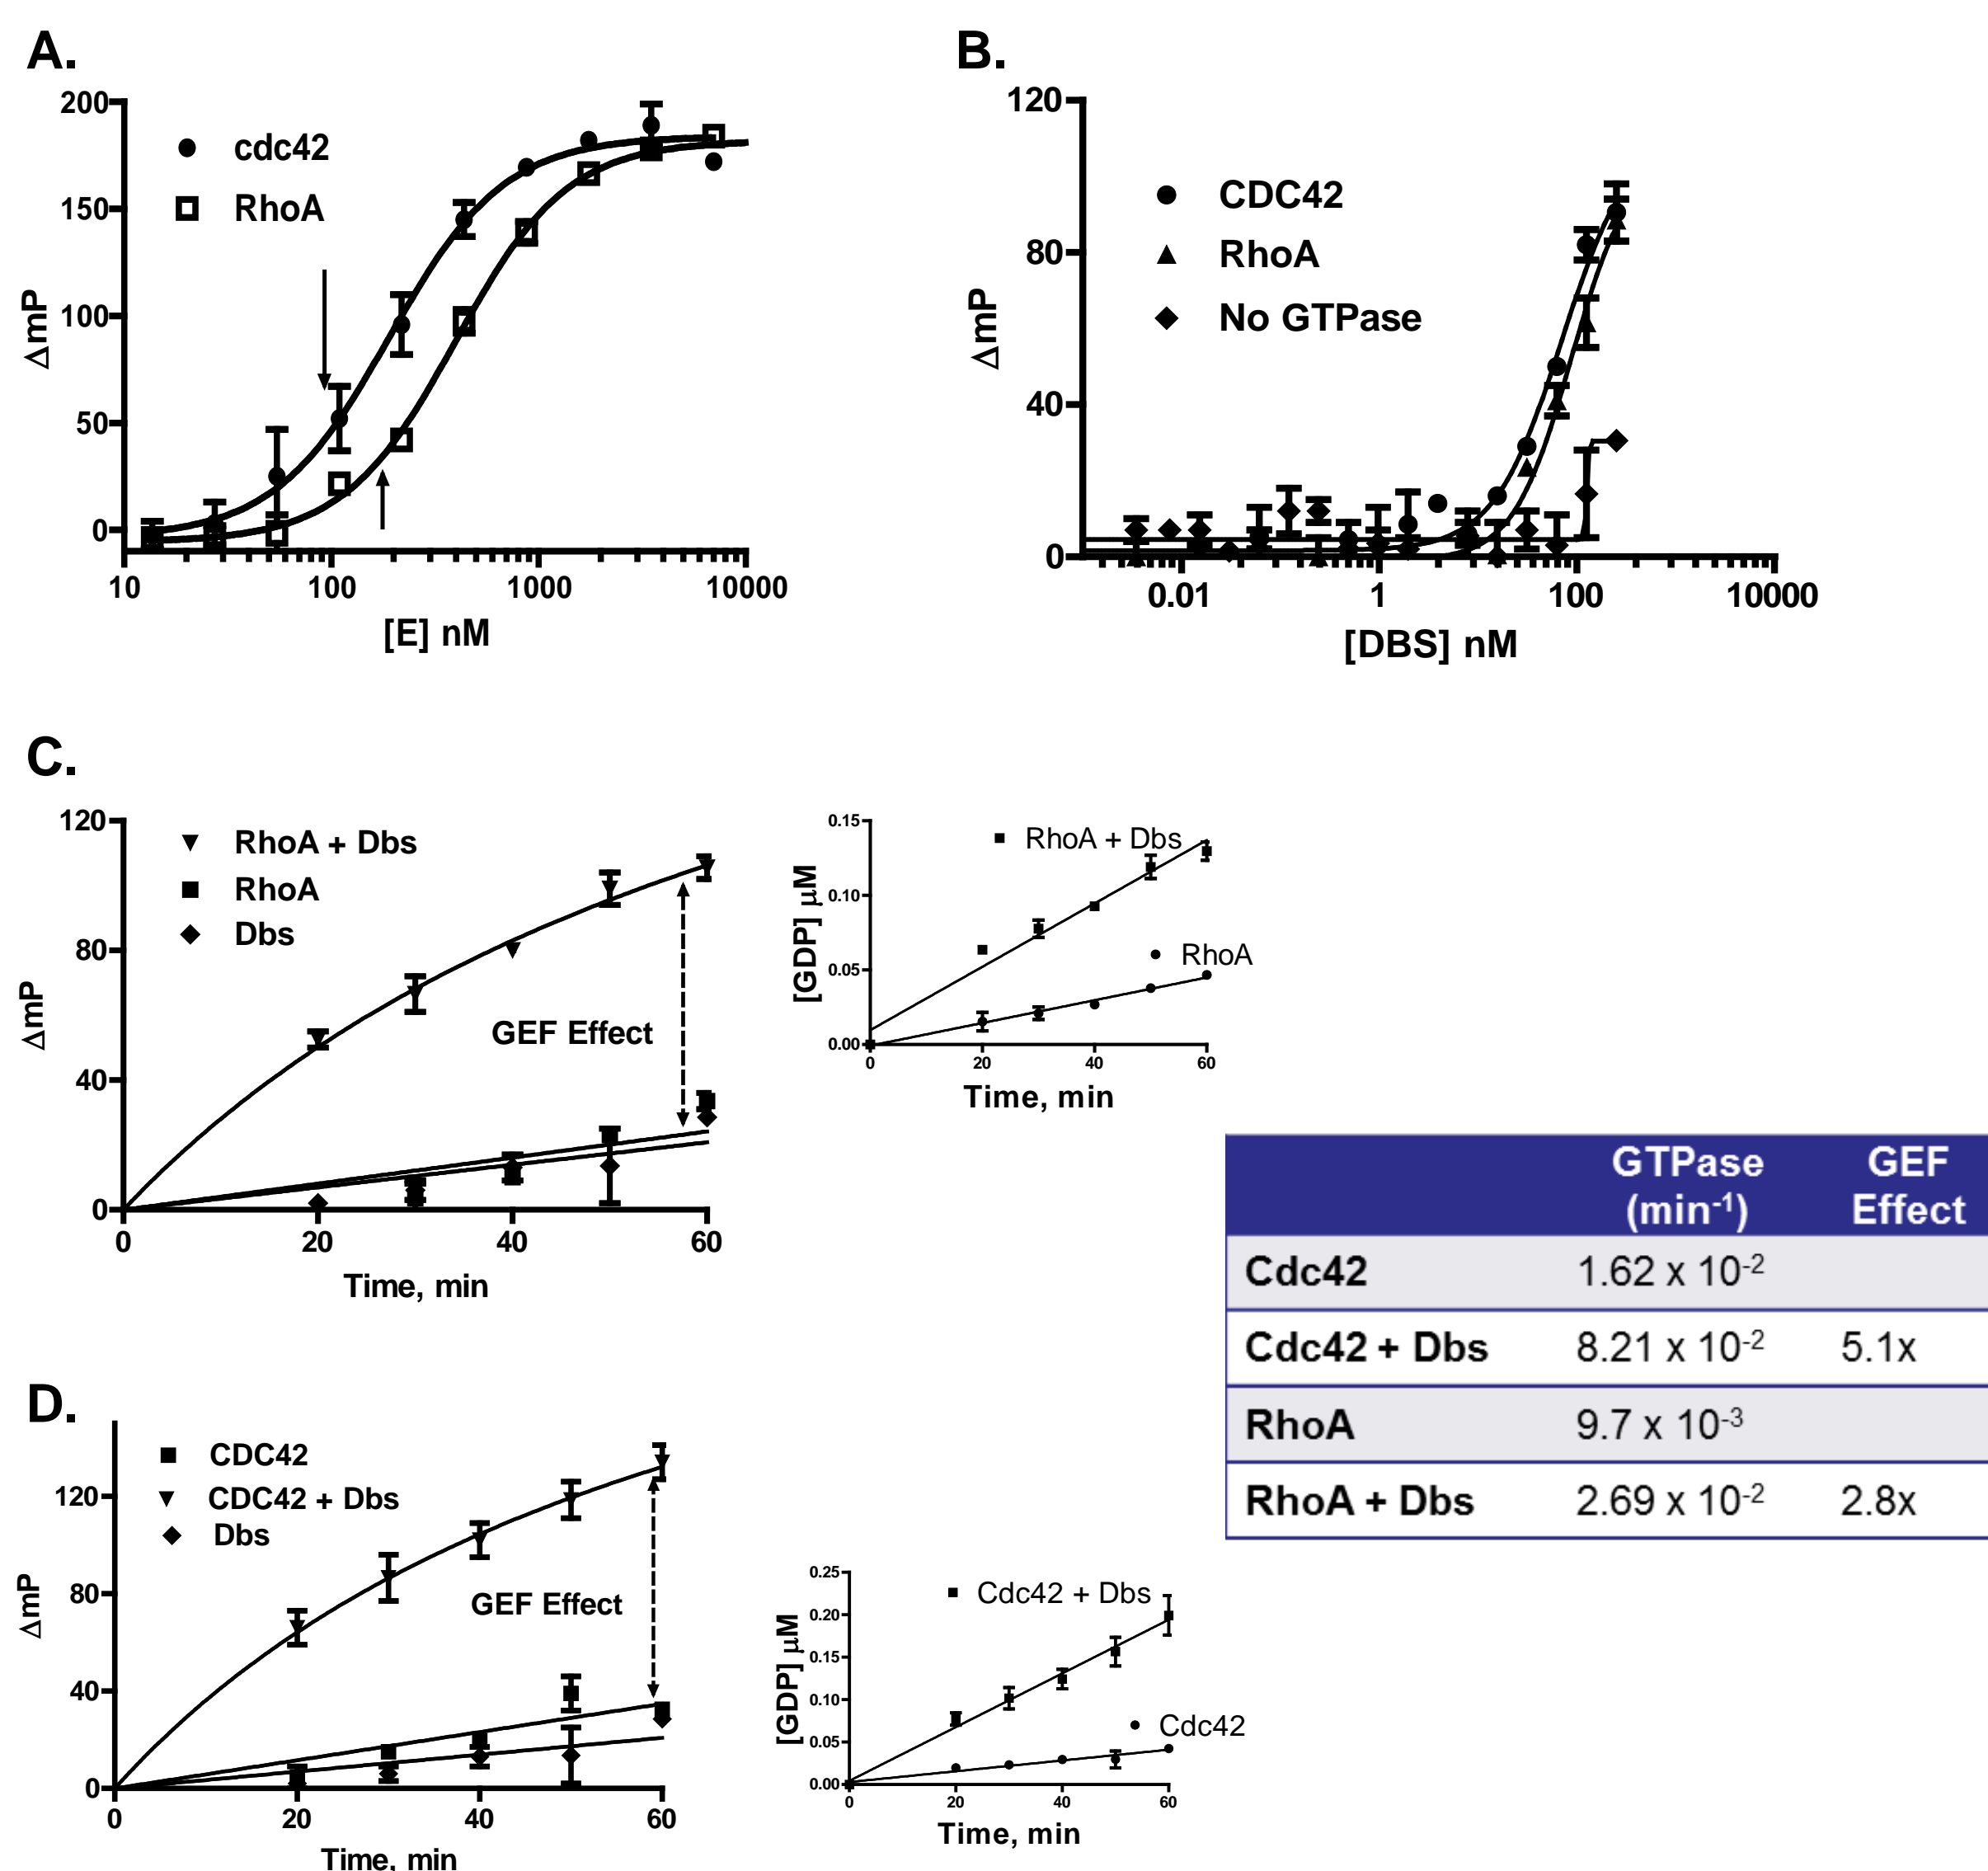 A.
200
150
100
50
0
ΔmP
cdc42
RhoA
10
100
1000
10000
[E] nM
B.
120
80
40
0
ΔmP
CDC42
RhoA
No GTPase
0.01
1
100
10000
[DBS] nM
C.
120
80
40
0
ΔmP
RhoA + Dbs
RhoA
Dbs
GEF Effect
0
20
40
60
Time, min
0.15
0.10
0.05
0.00
[GDP] μM
RhoA + Dbs
RhoA
0
20
40
60
Time, min
GTPase (min-1)
GEF Effect
Cdc42 1.62 x 10-2
Cdc42 + Dbs 8.21 x 10-2 5.1x
RhoA 9.7 x 10-3
RhoA + Dbs 2.69 x 10-2 2.8x
D.
120
80
40
0
ΔmP
CDC42
CDC42 + Dbs
Dbs
GEF Effect
0
20
40
60
Time, min
0.25
0.20
0.15
0.10
0.05
0.00
[GDP] μM
Cdc42 + Dbs
Cdc42
0
20
40
60
Time, min